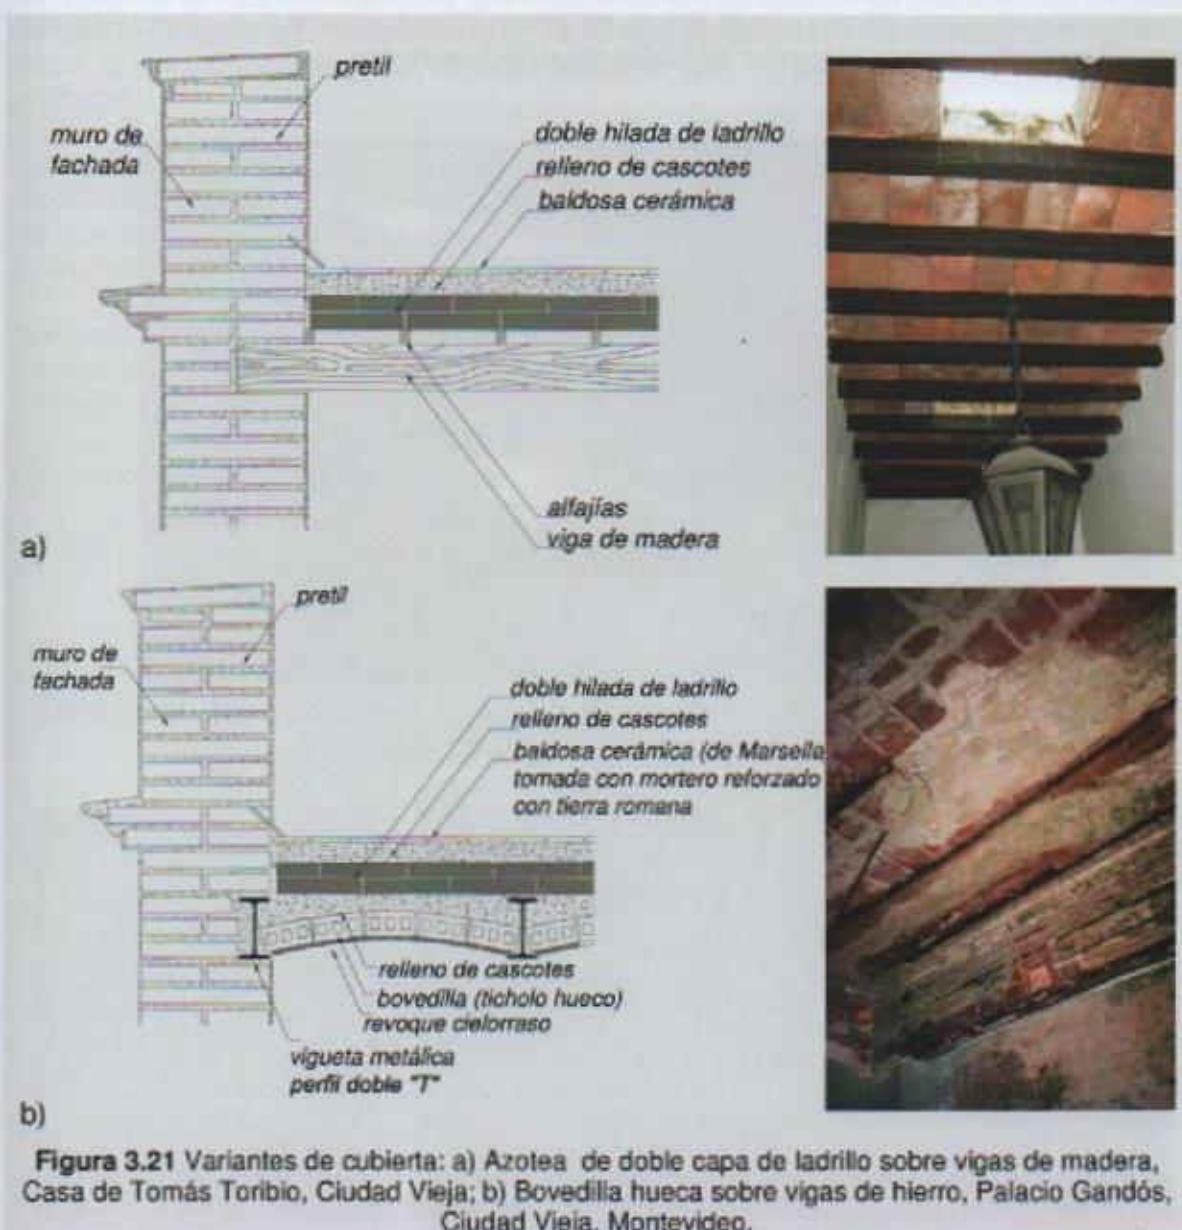 pretil
muro de
fachada
doble hilada de ladrillo
relleno de cascotes
baldosa cerámica
alfajías
viga de madera
a)
pretil
muro de
fachada
doble hilada de ladrillo
relleno de cascotes
baldosa cerámica (de Marsella
tomada con mortero reforzado
con tierra romana
relleno de cascotes
bovedilla (ticholo hueco)
revoque cielorraso
vigueta metálica
perfil doble "T"
b)
Figura 3.21 Variantes de cubierta: a) Azotea de doble capa de ladrillo sobre vigas de madera,
Casa de Tomás Toribio, Ciudad Vieja; b) Bovedilla hueca sobre vigas de hierro, Palacio Gandós,
Ciudad Vieja, Montevideo.